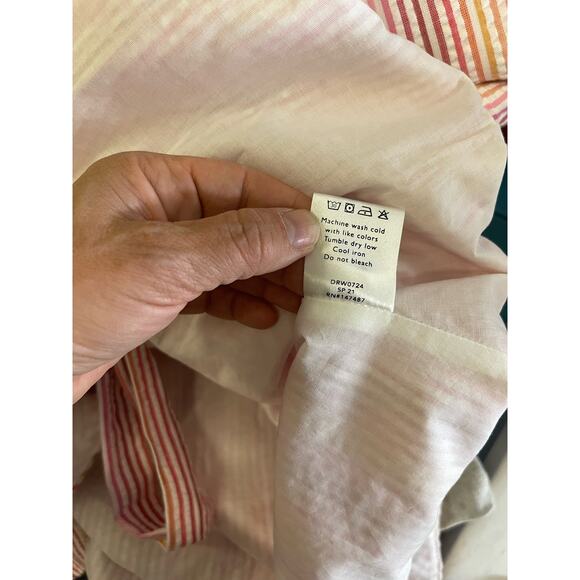 Machine wash cold
with like colors
Tumble dry low
Cool iron
Do not bleach
DRW0724
SP 21
RN#147487